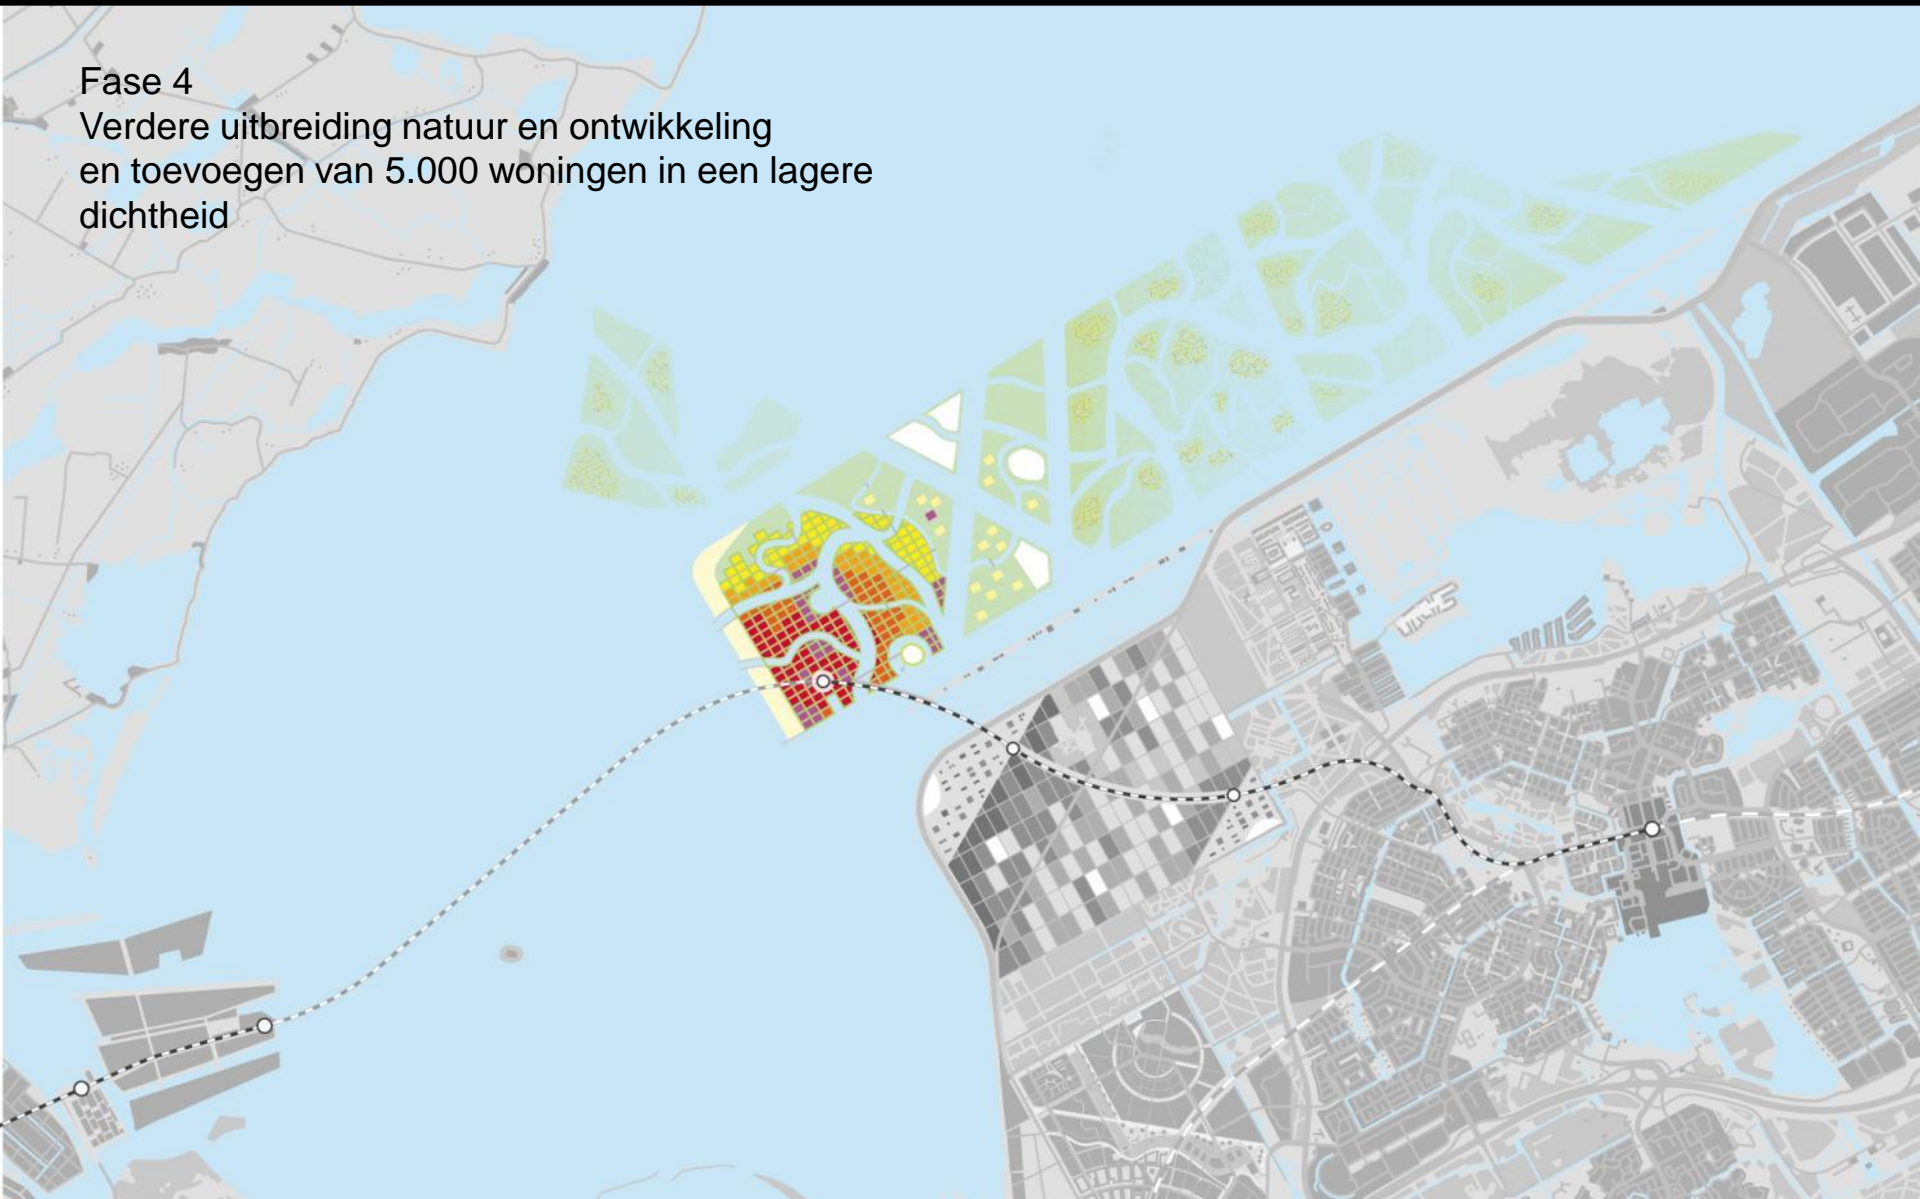 Fase 4
Verdere uitbreiding natuur en ontwikkeling
en toevoegen van 5.000 woningen in een lagere
dichtheid